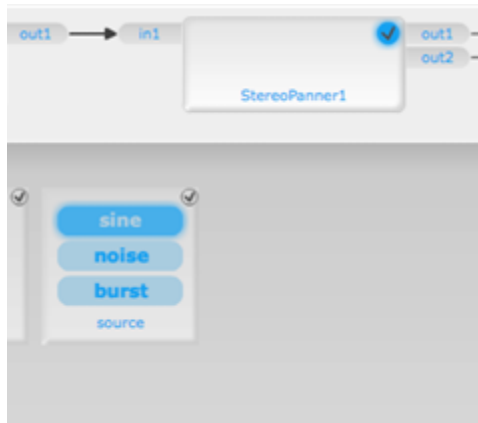 out1 in1 out1
out2
StereoPanner1
sine
noise
burst
source